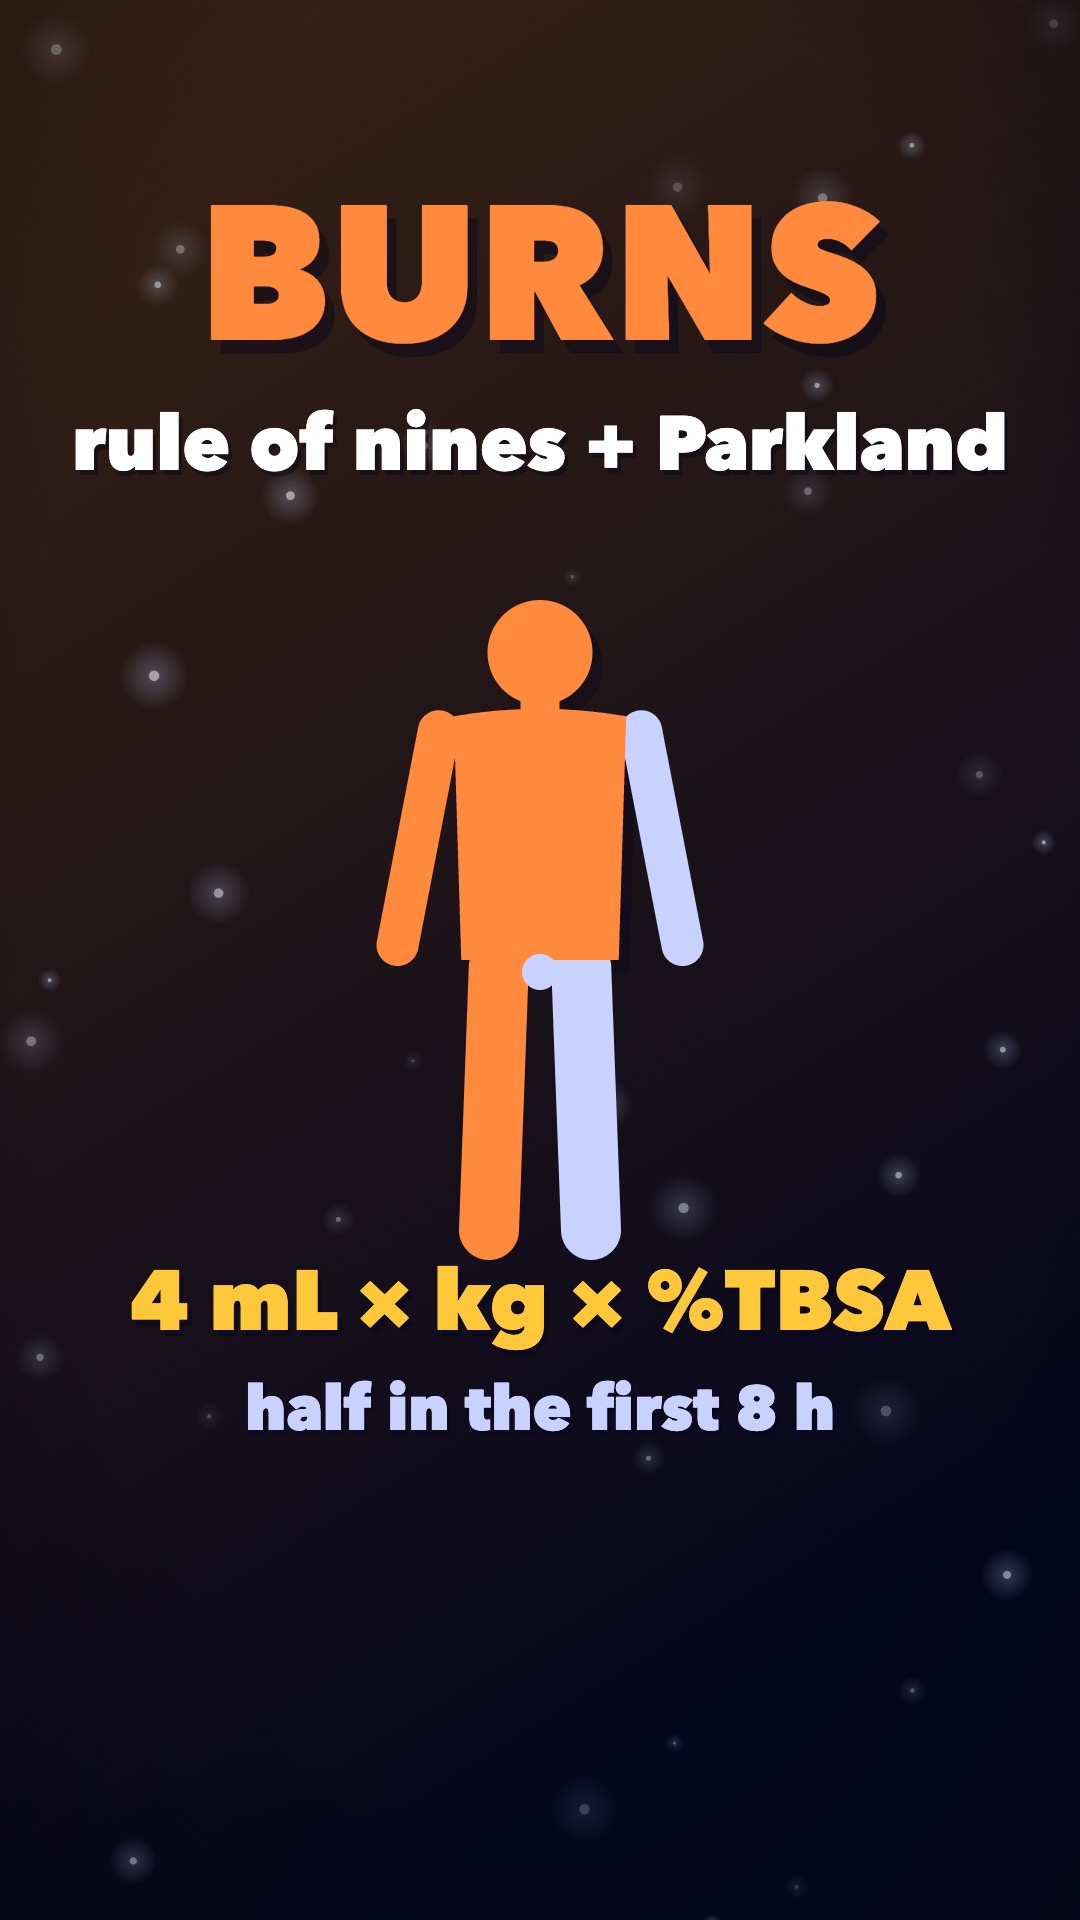 BURNS
rule of nines + Parkland
4 mL × kg × %TBSA
half in the first 8 h